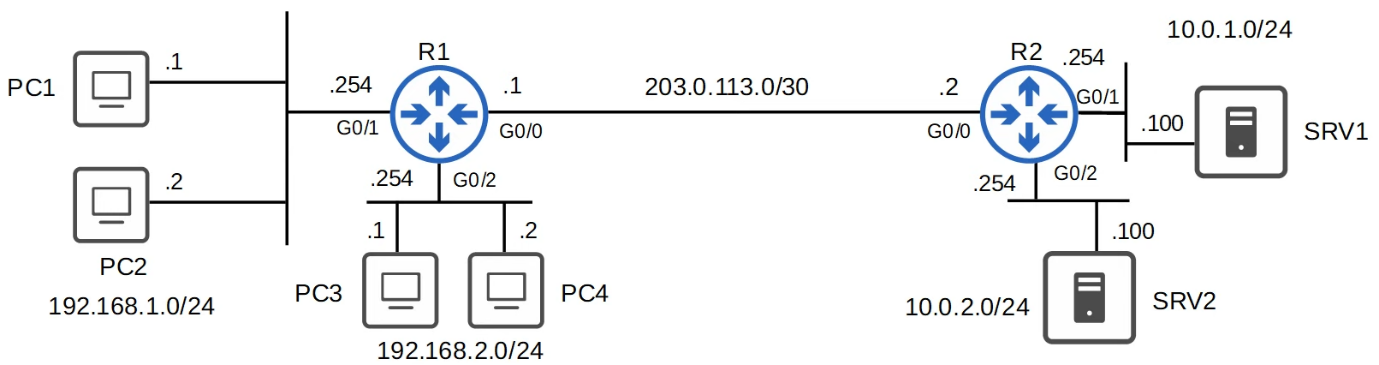 10.0.1.0/24
R1
R2
.254
.1
PC1
.254
.1
203.0.113.0/30
.2
G0/1
SRV1
.100
G0/1
G0/0
G0/0
.2
.254
G0/2
.254
G0/2
.1
.2
.100
PC2
PC3
PC4
SRV2
192.168.1.0/24
10.0.2.0/24
192.168.2.0/24